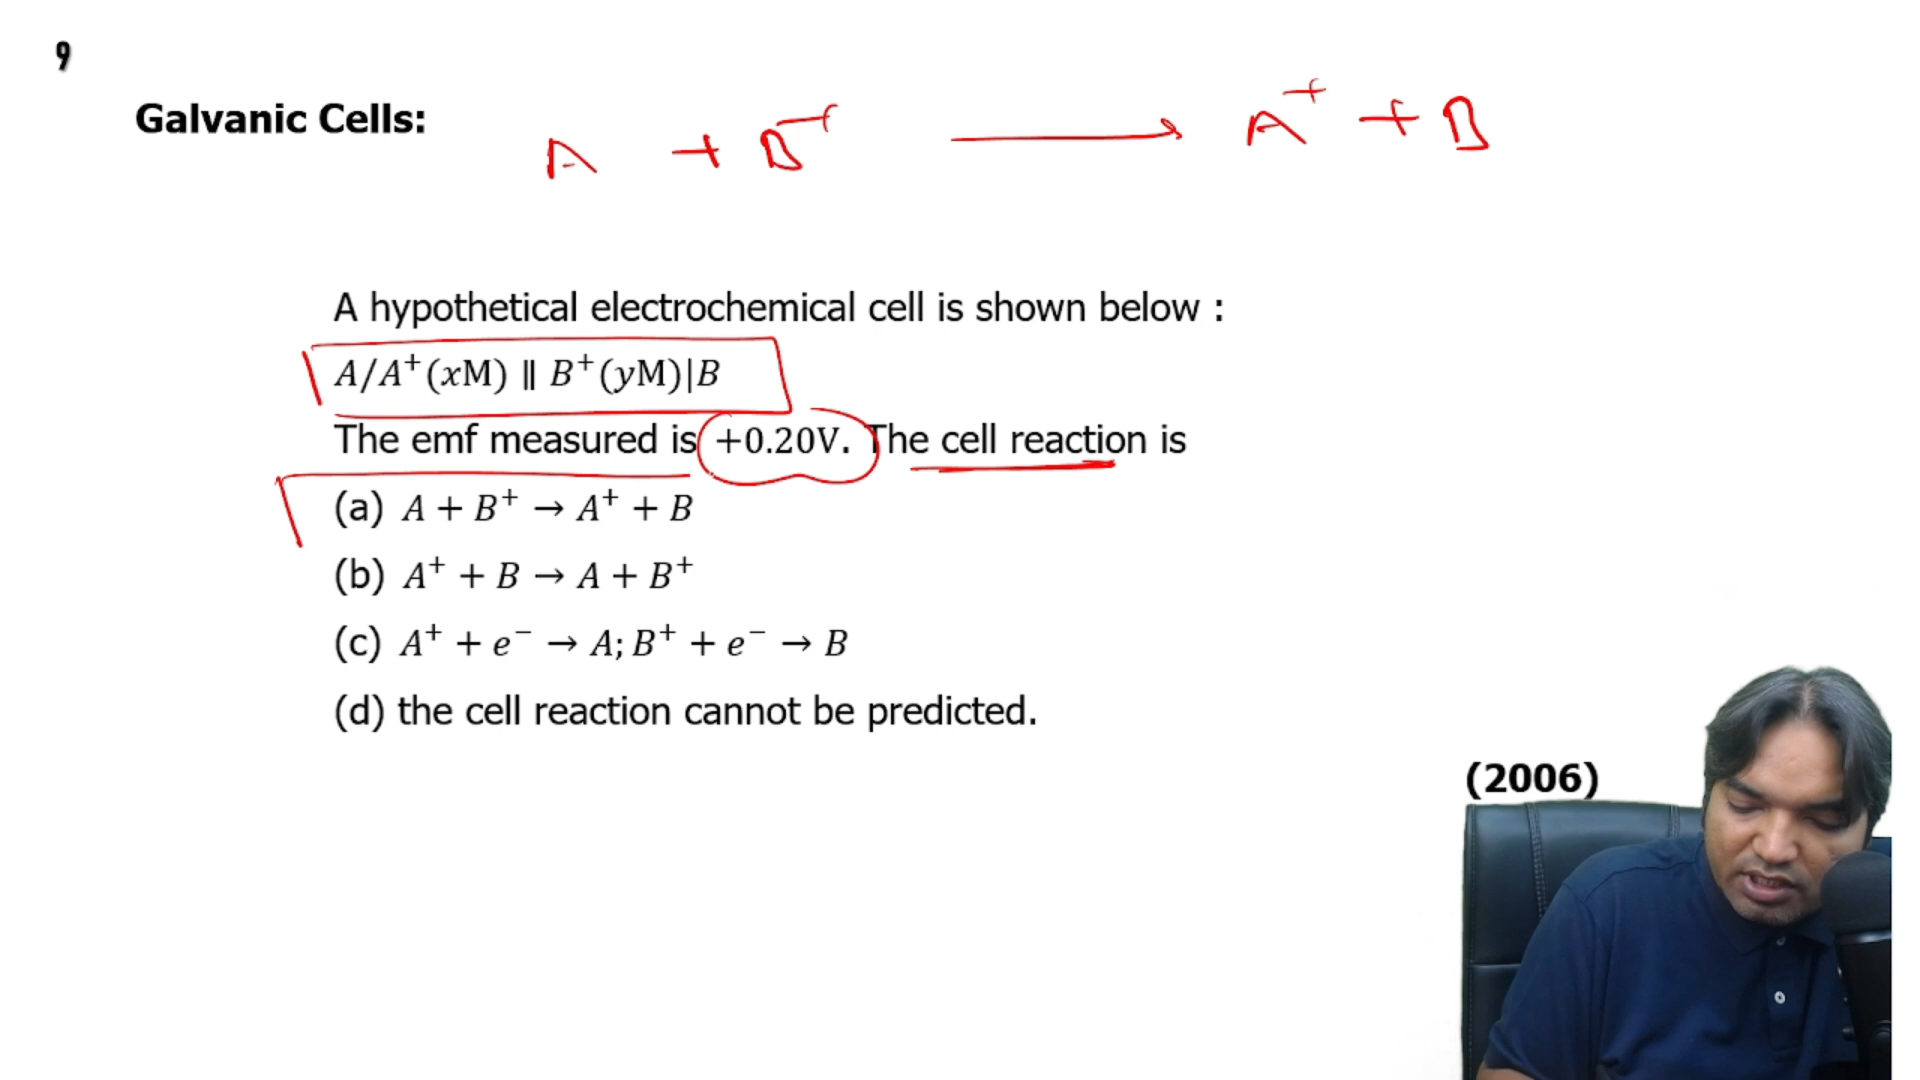 9
Galvanic Cells:
A + B⁺ ⟶ A⁺ + B
A hypothetical electrochemical cell is shown below :
A/A⁺(xM) ∥ B⁺(yM)|B
The emf measured is +0.20V. The cell reaction is
(a) A + B⁺ → A⁺ + B
(b) A⁺ + B → A + B⁺
(c) A⁺ + e⁻ → A; B⁺ + e⁻ → B
(d) the cell reaction cannot be predicted.
(2006)